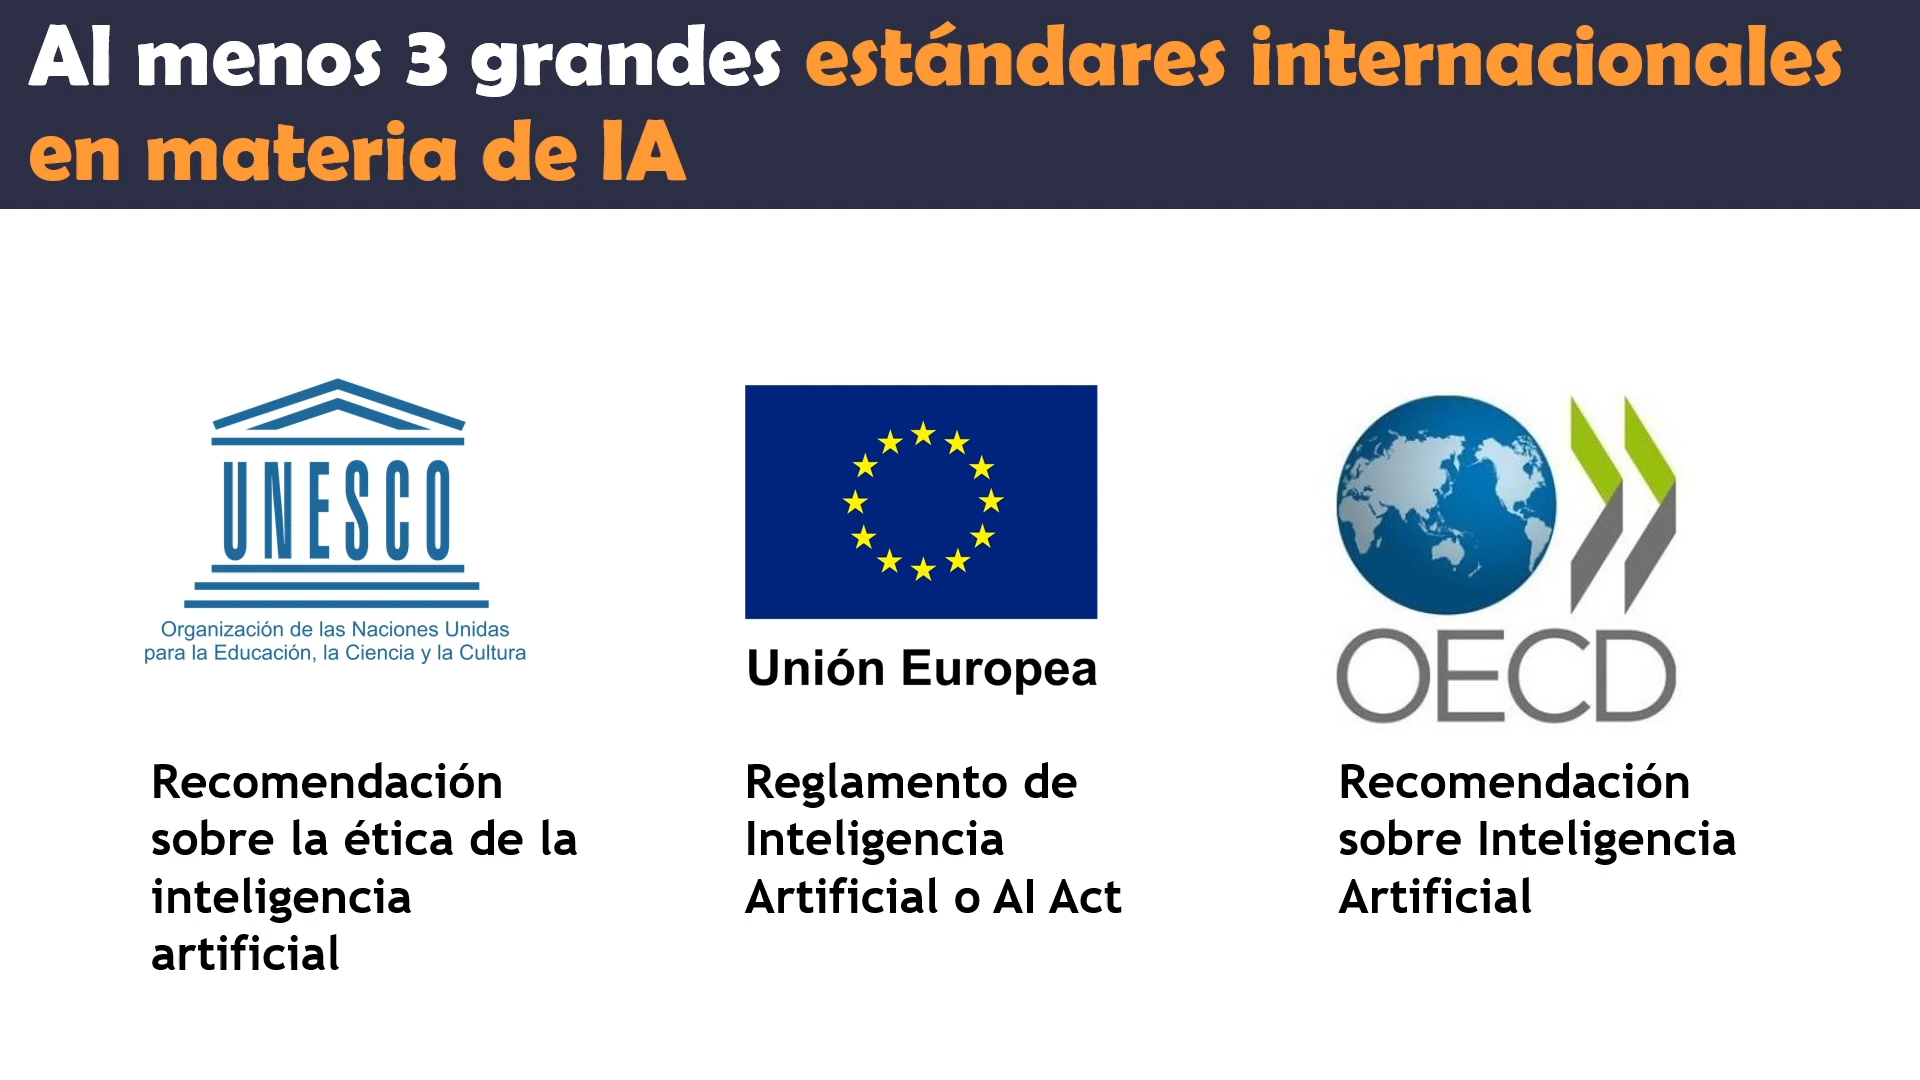 Al menos 3 grandes estándares internacionales
en materia de IA
UNESCO
Organización de las Naciones Unidas
para la Educación, la Ciencia y la Cultura
Recomendación
sobre la ética de la
inteligencia
artificial
Unión Europea
Reglamento de
Inteligencia
Artificial o AI Act
OECD
Recomendación
sobre Inteligencia
Artificial